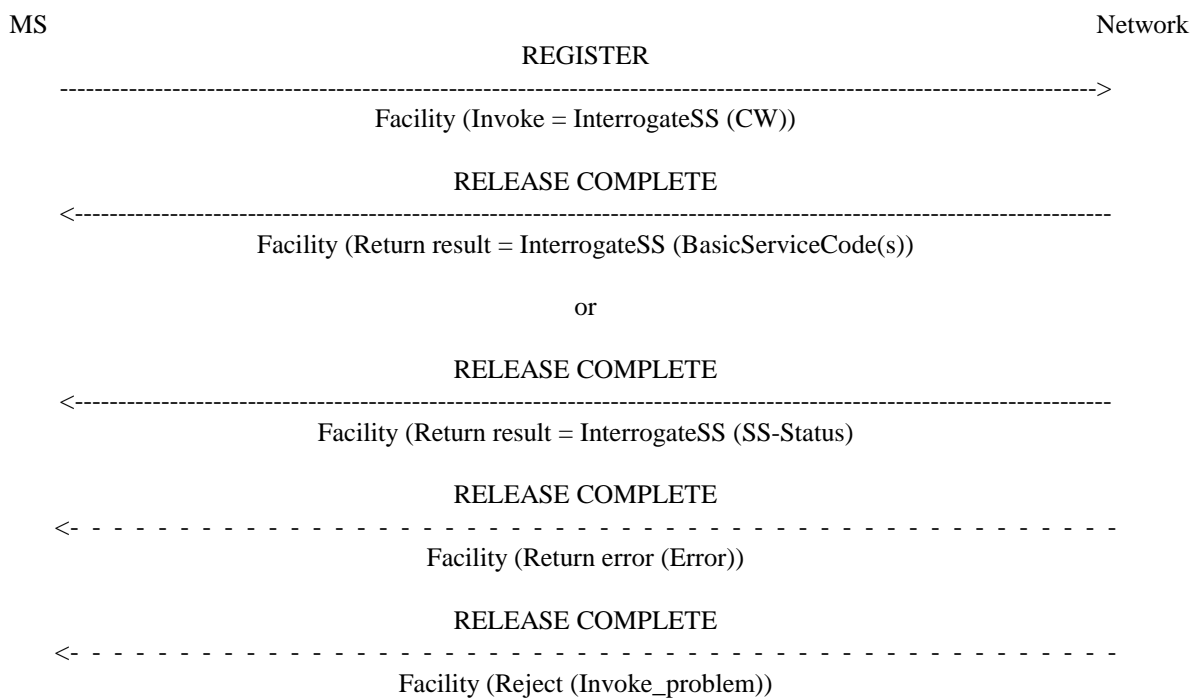 MS Network
REGISTER
Facility (Invoke = InterrogateSS (CW))
RELEASE COMPLETE
Facility (Return result = InterrogateSS (BasicServiceCode(s))
or
RELEASE COMPLETE
Facility (Return result = InterrogateSS (SS-Status)
RELEASE COMPLETE
Facility (Return error (Error))
RELEASE COMPLETE
Facility (Reject (Invoke_problem))